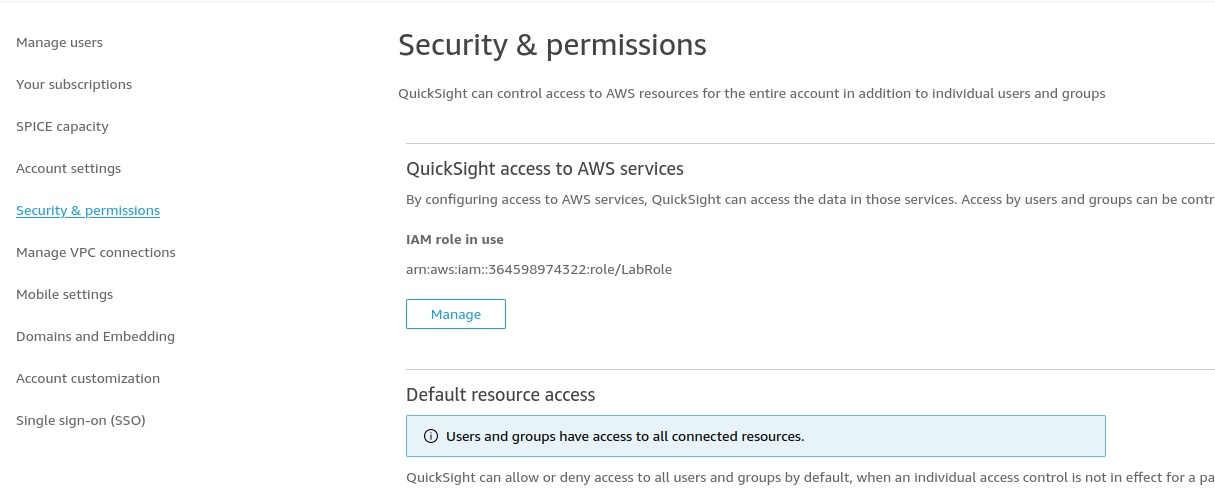 Manage users
Your subscriptions
SPICE capacity
Account settings
Security & permissions
Manage VPC connections
Mobile settings
Domains and Embedding
Account customization
Single sign-on (SSO)
Security & permissions
QuickSight can control access to AWS resources for the entire account in addition to individual users and groups
QuickSight access to AWS services
By configuring access to AWS services, QuickSight can access the data in those services. Access by users and groups can be contr
IAM role in use
arn:aws:iam::364598974322:role/LabRole
Manage
Default resource access
Users and groups have access to all connected resources.
QuickSight can allow or deny access to all users and groups by default, when an individual access control is not in effect for a pa